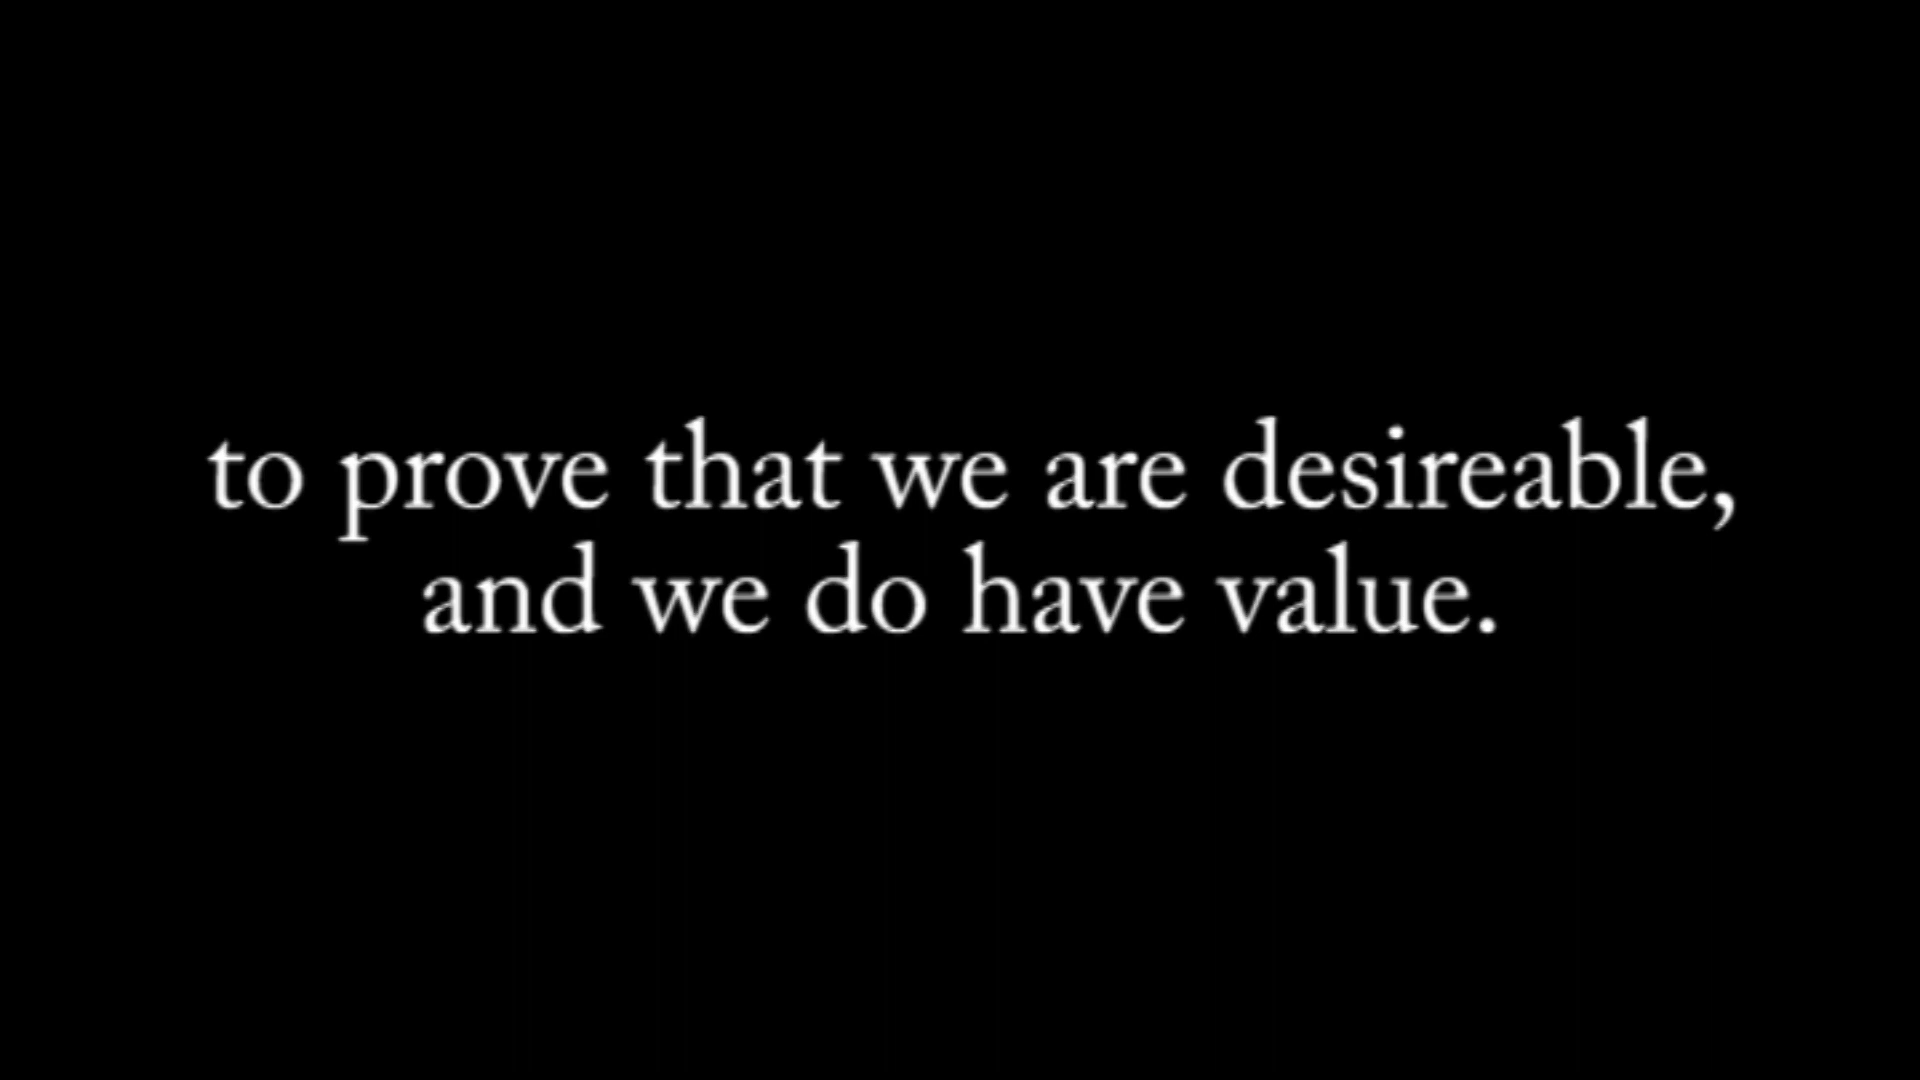 to prove that we are desireable,
and we do have value.